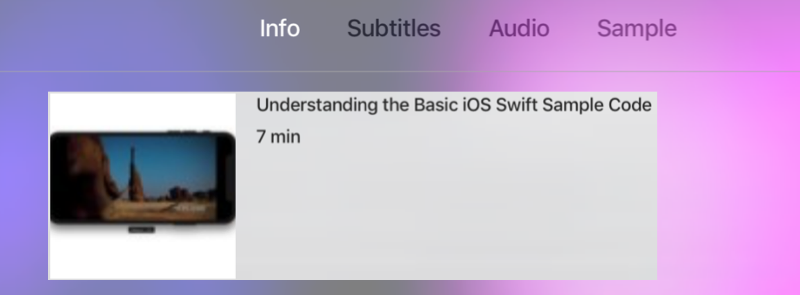 Info Subtitles Audio Sample
Understanding the Basic iOS Swift Sample Code
7 min